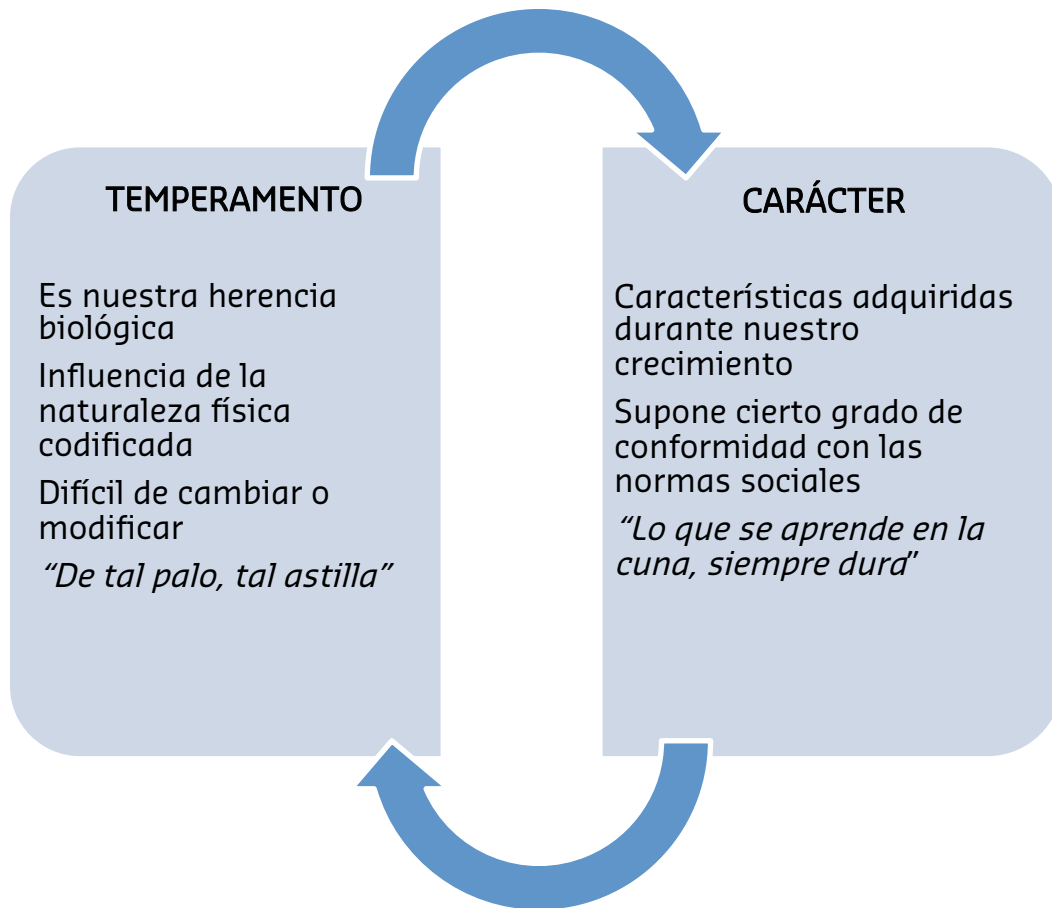 TEMPERAMENTO
Es nuestra herencia
biológica
Influencia de la
naturaleza física
codificada
Difícil de cambiar o
modificar
“De tal palo, tal astilla”
CARÁCTER
Características adquiridas
durante nuestro
crecimiento
Supone cierto grado de
conformidad con las
normas sociales
“Lo que se aprende en la
cuna, siempre dura”